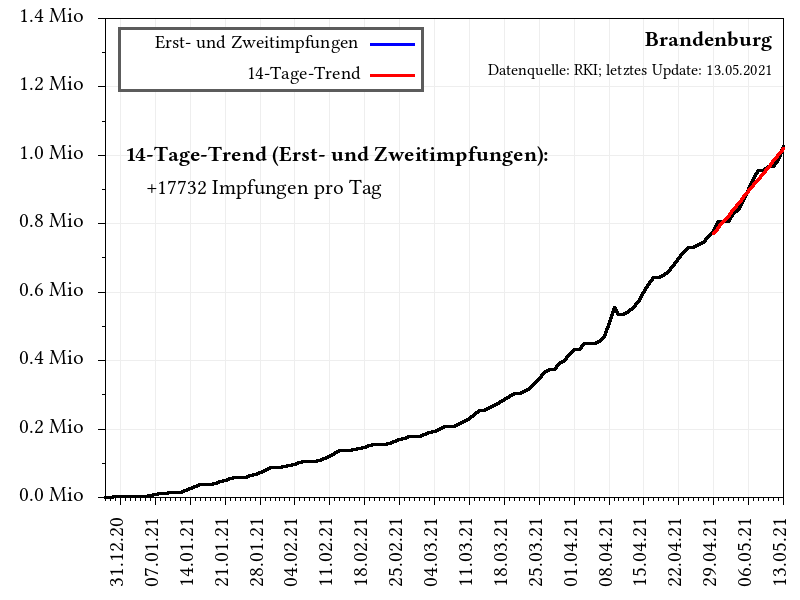 1.4 Mio
Erst- und Zweitimpfungen
14-Tage-Trend
Brandenburg
Datenquelle: RKI; letztes Update: 13.05.2021
1.2 Mio
1.0 Mio
14-Tage-Trend (Erst- und Zweitimpfungen):
+17732 Impfungen pro Tag
0.8 Mio
0.6 Mio
0.4 Mio
0.2 Mio
0.0 Mio
31.12.20
07.01.21
14.01.21
21.01.21
28.01.21
04.02.21
11.02.21
18.02.21
25.02.21
04.03.21
11.03.21
18.03.21
25.03.21
01.04.21
08.04.21
15.04.21
22.04.21
29.04.21
06.05.21
13.05.21